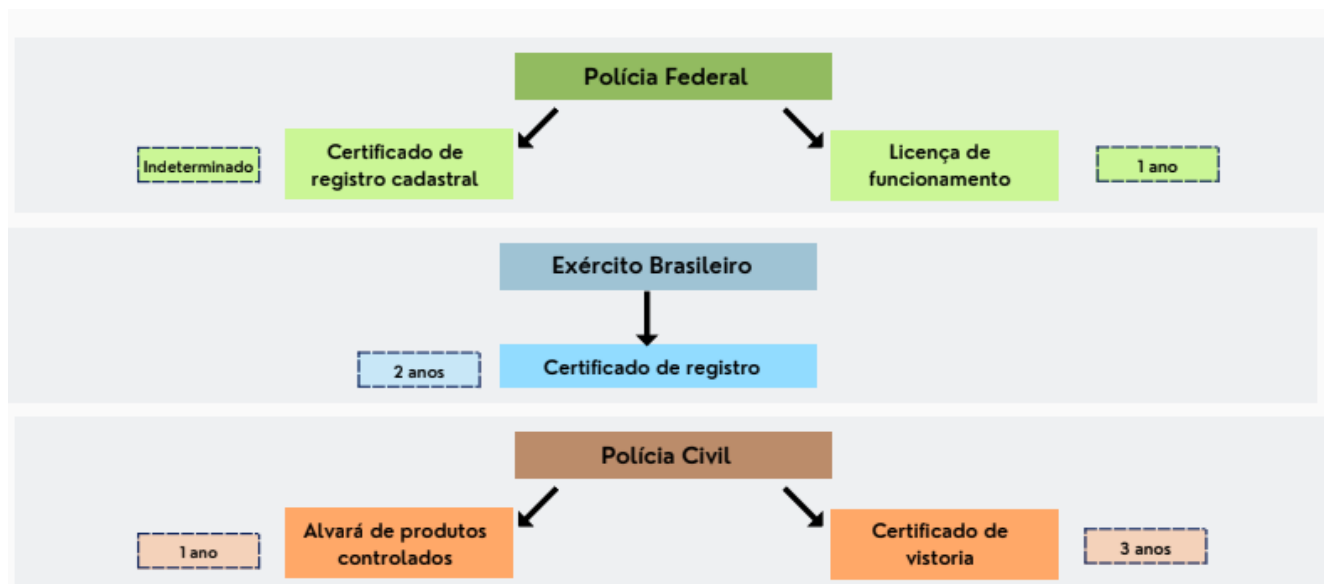 Polícia Federal
Indeterminado
Certificado de
registro cadastral
Licença de
funcionamento
1 ano
Exército Brasileiro
2 anos
Certificado de registro
Polícia Civil
1 ano
Alvará de produtos
controlados
Certificado de
vistoria
3 anos